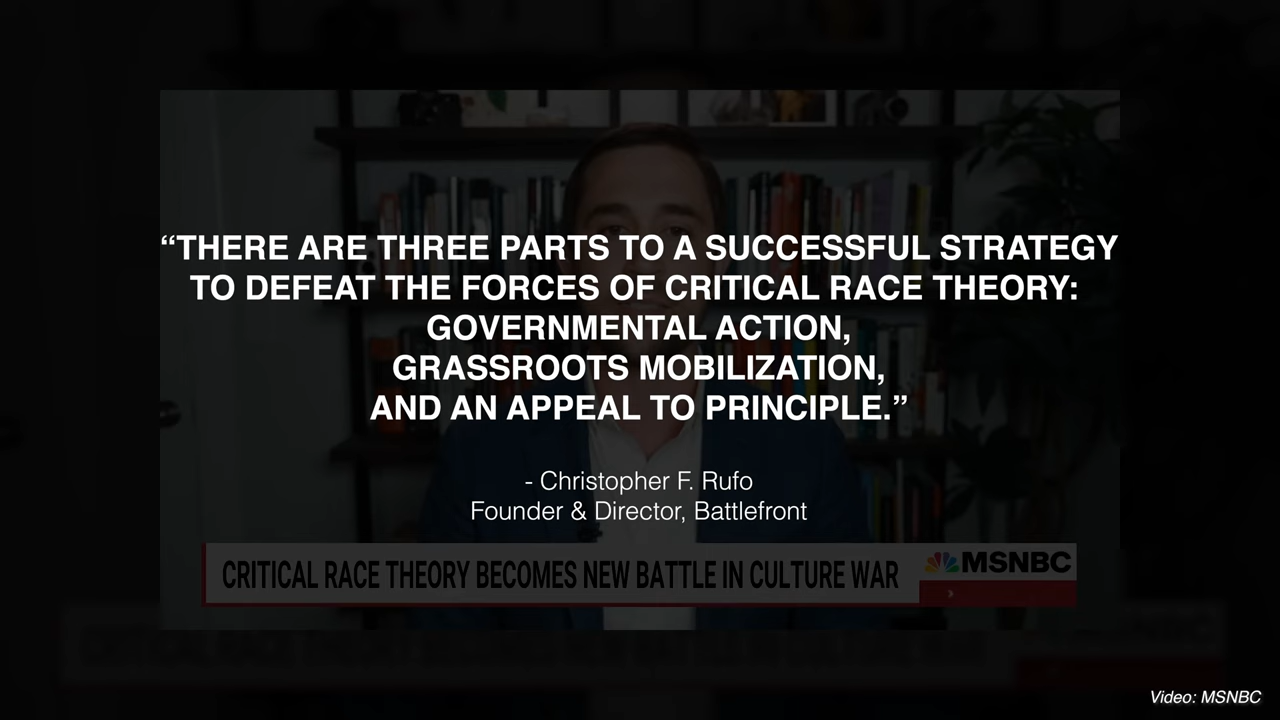 “THERE ARE THREE PARTS TO A SUCCESSFUL STRATEGY
TO DEFEAT THE FORCES OF CRITICAL RACE THEORY:
GOVERNMENTAL ACTION,
GRASSROOTS MOBILIZATION,
AND AN APPEAL TO PRINCIPLE.”
- Christopher F. Rufo
Founder & Director, Battlefront
CRITICAL RACE THEORY BECOMES NEW BATTLE IN CULTURE WAR
MSNBC
Video: MSNBC